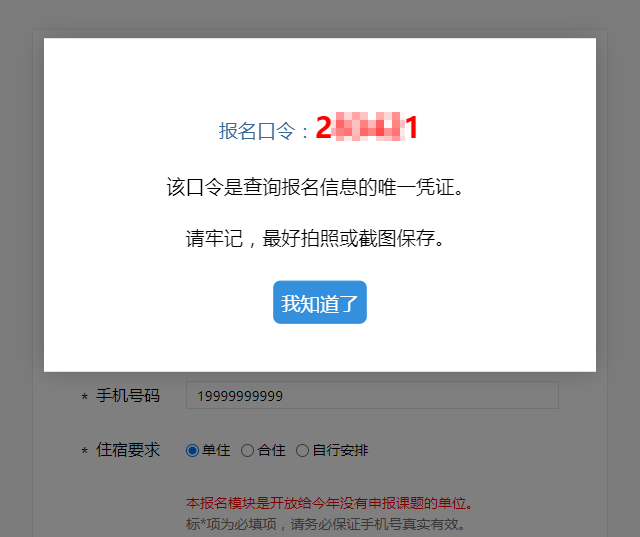 报名口令：2 1
该口令是查询报名信息的唯一凭证。
请牢记，最好拍照或截图保存。
我知道了
* 手机号码 19999999999
* 住宿要求 单住 合住 自行安排
本报名模块是开放给今年没有申报课题的单位。
标*项为必填项，请务必保证手机号真实有效。